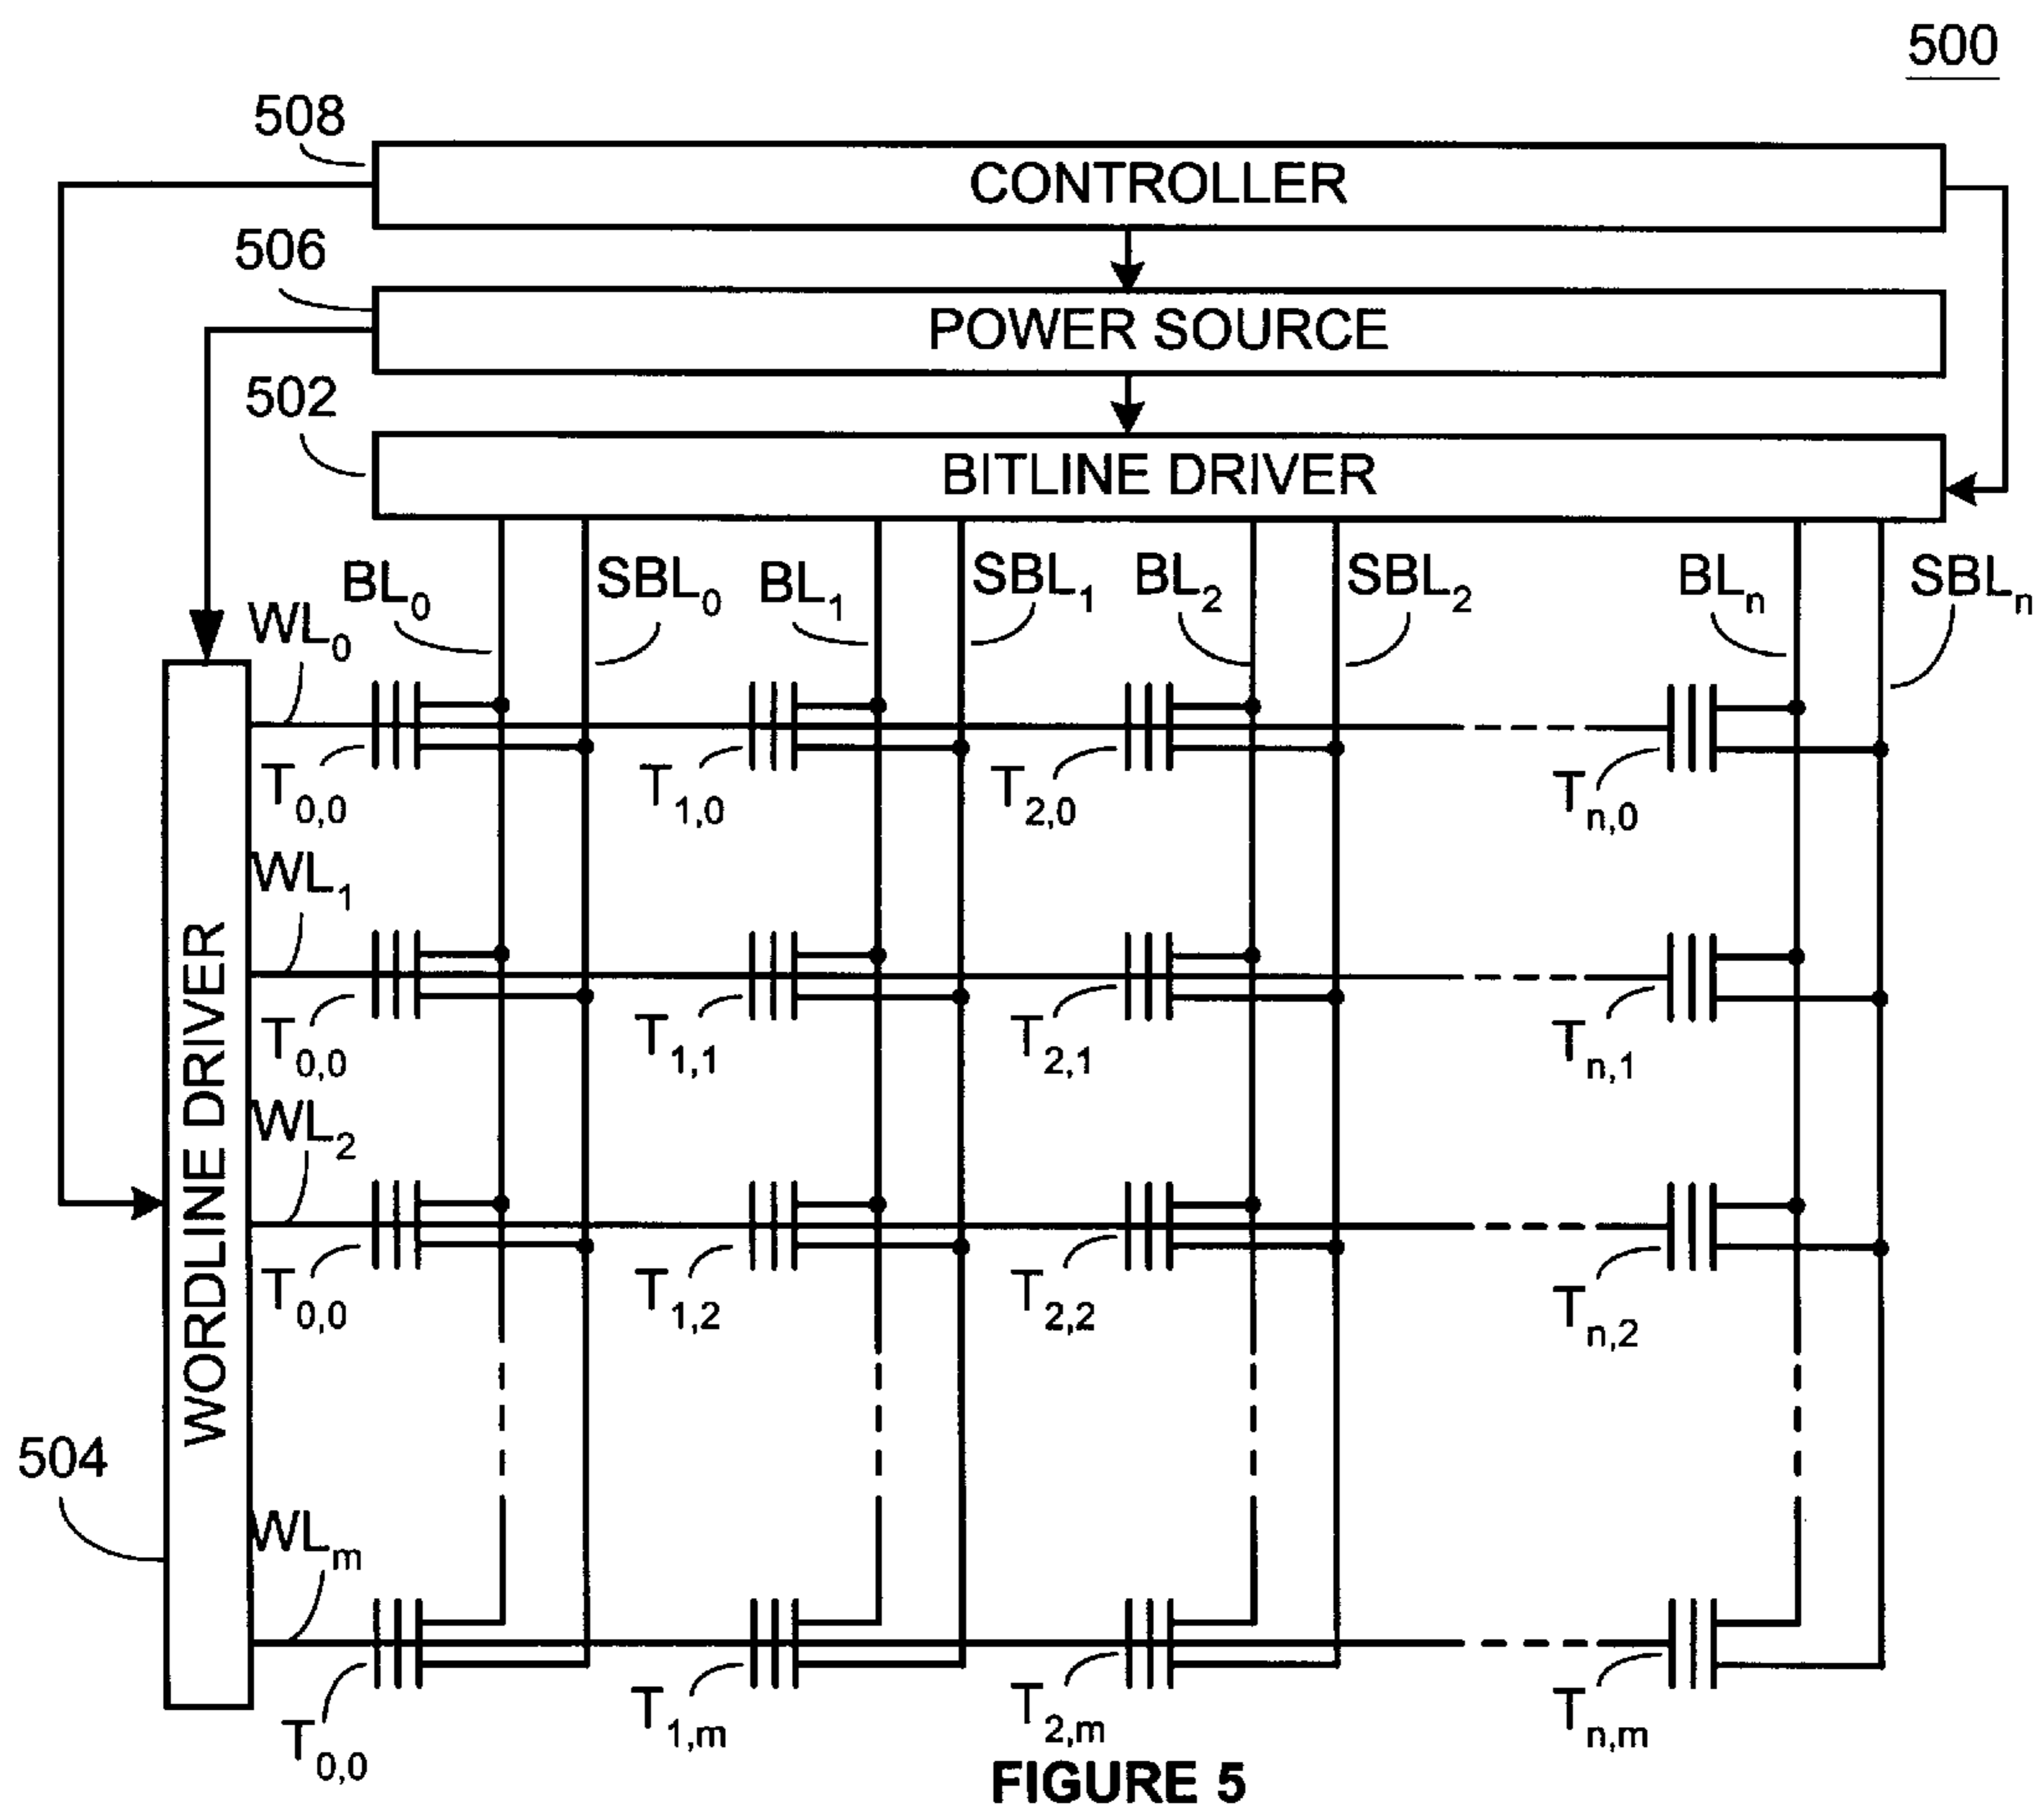 500
508
CONTROLLER
506
POWER SOURCE
502
BITLINE DRIVER
BL0 SBL0 BL1 SBL1 BL2 SBL2 BLn SBLn
WL0
T0,0 T1,0 T2,0 Tn,0
WL1
T0,0 T1,1 T2,1 Tn,1
WL2
T0,0 T1,2 T2,2 Tn,2
WORDLINE DRIVER
504
WLm
T0,0 T1,m T2,m Tn,m
FIGURE 5